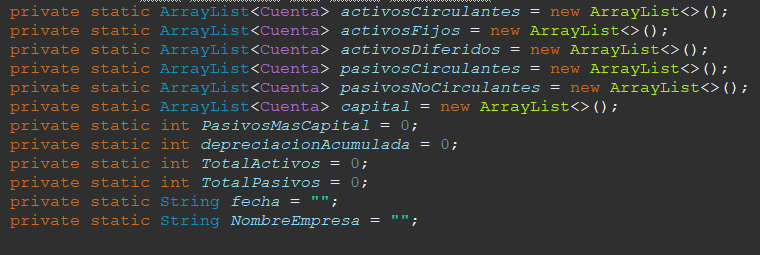 private static ArrayList<Cuenta> activosCirculantes = new ArrayList<>();
private static ArrayList<Cuenta> activosFijos = new ArrayList<>();
private static ArrayList<Cuenta> activosDiferidos = new ArrayList<>();
private static ArrayList<Cuenta> pasivosCirculantes = new ArrayList<>();
private static ArrayList<Cuenta> pasivosNoCirculantes = new ArrayList<>();
private static ArrayList<Cuenta> capital = new ArrayList<>();
private static int PasivosMasCapital = 0;
private static int depreciacionAcumulada = 0;
private static int TotalActivos = 0;
private static int TotalPasivos = 0;
private static String fecha = "";
private static String NombreEmpresa = "";